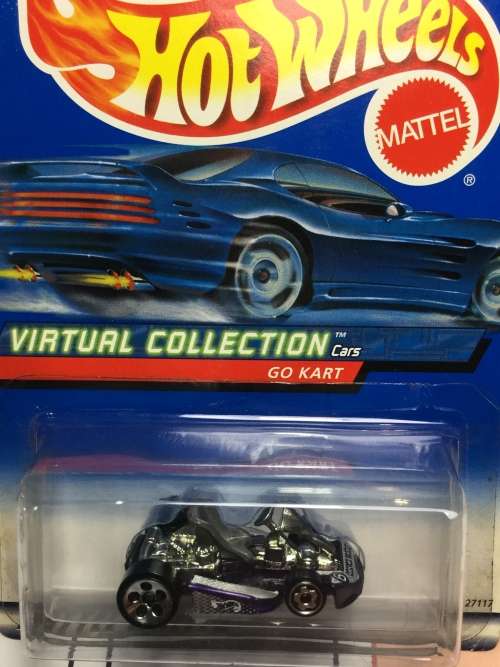 Hot Wheels
MATTEL
®
VIRTUAL COLLECTION™
Cars
GO KART
27117